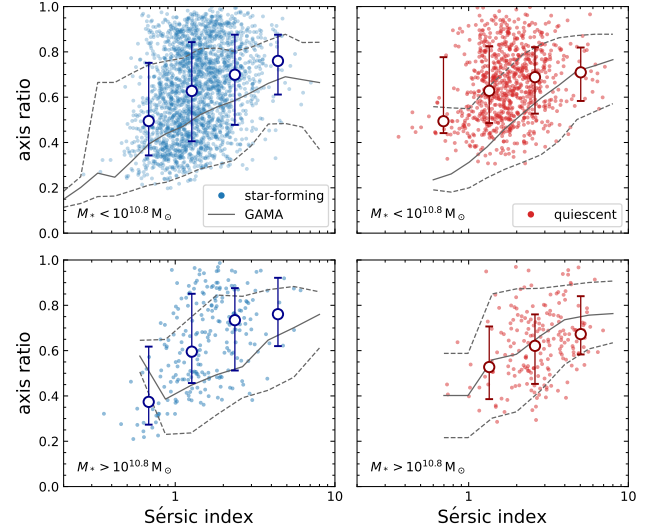 1.0
0.8
0.6
0.4
0.2
0.0
axis ratio
M* < 10^10.8 M⊙
star-forming
GAMA
M* < 10^10.8 M⊙
quiescent
1.0
0.8
0.6
0.4
0.2
0.0
axis ratio
M* > 10^10.8 M⊙
M* > 10^10.8 M⊙
1
10
1
10
Sérsic index
Sérsic index